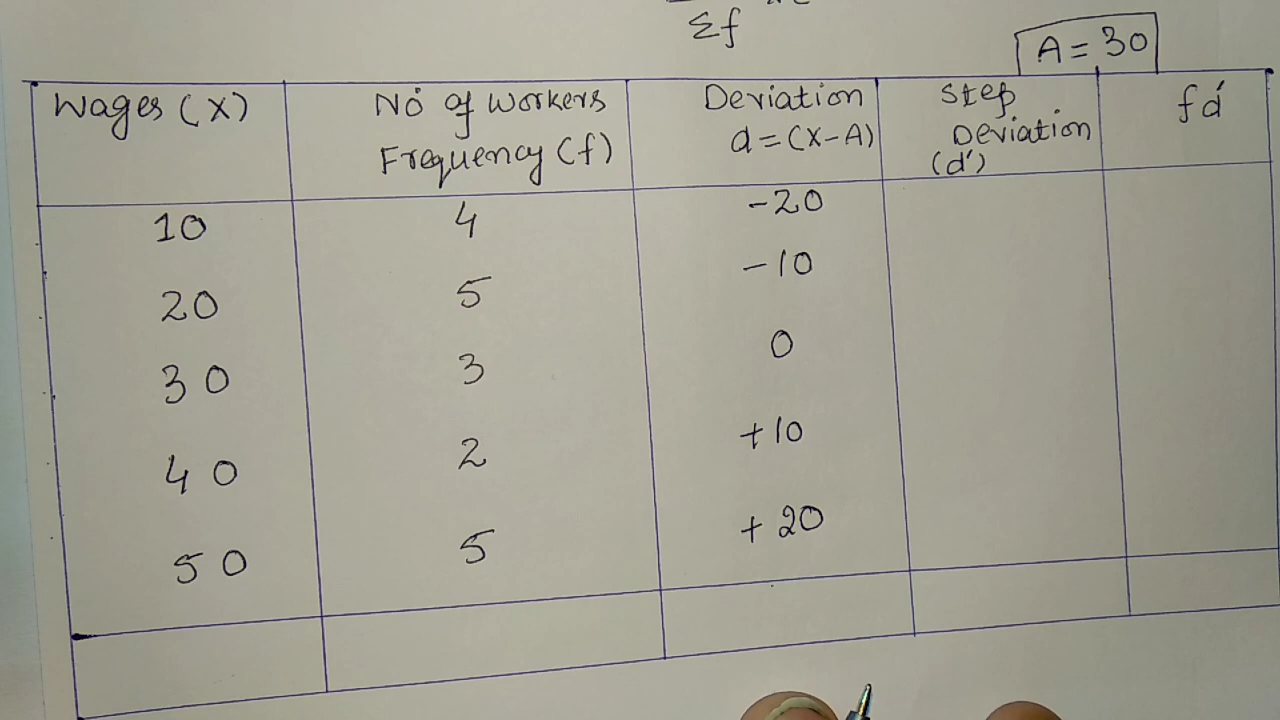 Σf
A = 30
Wages (X) No of Workers Frequency (f) Deviation d = (X-A) Step Deviation (d') fd'
10 4 -20
20 5 -10
30 3 0
40 2 +10
50 5 +20